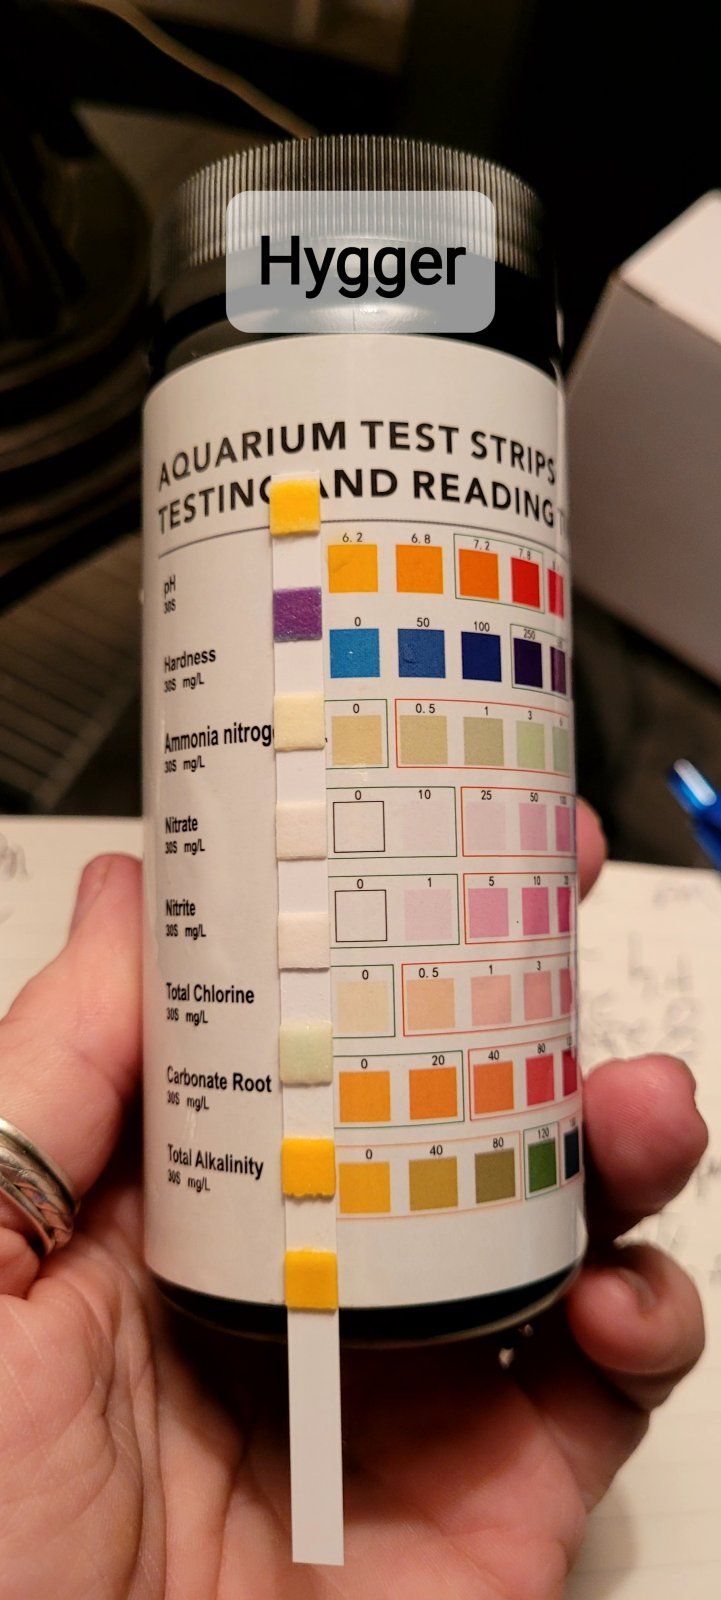 Hygger
AQUARIUM TEST STRIPS
TESTING AND READING
6.2 6.8 7.2 7.8
pH
30S
0 50 100 250
Hardness
30S mg/L
0 0.5 1 3
Ammonia nitrog
30S mg/L
0 10 25 50 100
Nitrate
30S mg/L
0 1 5 10 20
Nitrite
30S mg/L
0 0.5 1 3
Total Chlorine
30S mg/L
0 20 40 80
Carbonate Root
30S mg/L
0 40 80 120
Total Alkalinity
30S mg/L